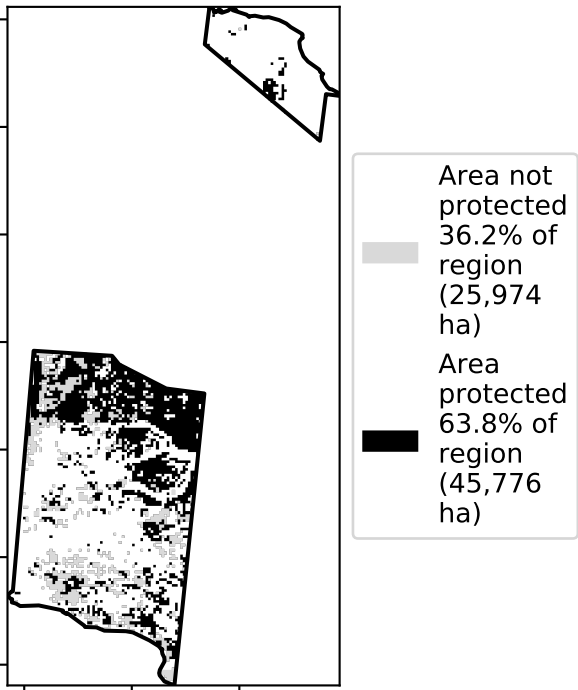 Area not
protected
36.2% of
region
(25,974
ha)
Area
protected
63.8% of
region
(45,776
ha)